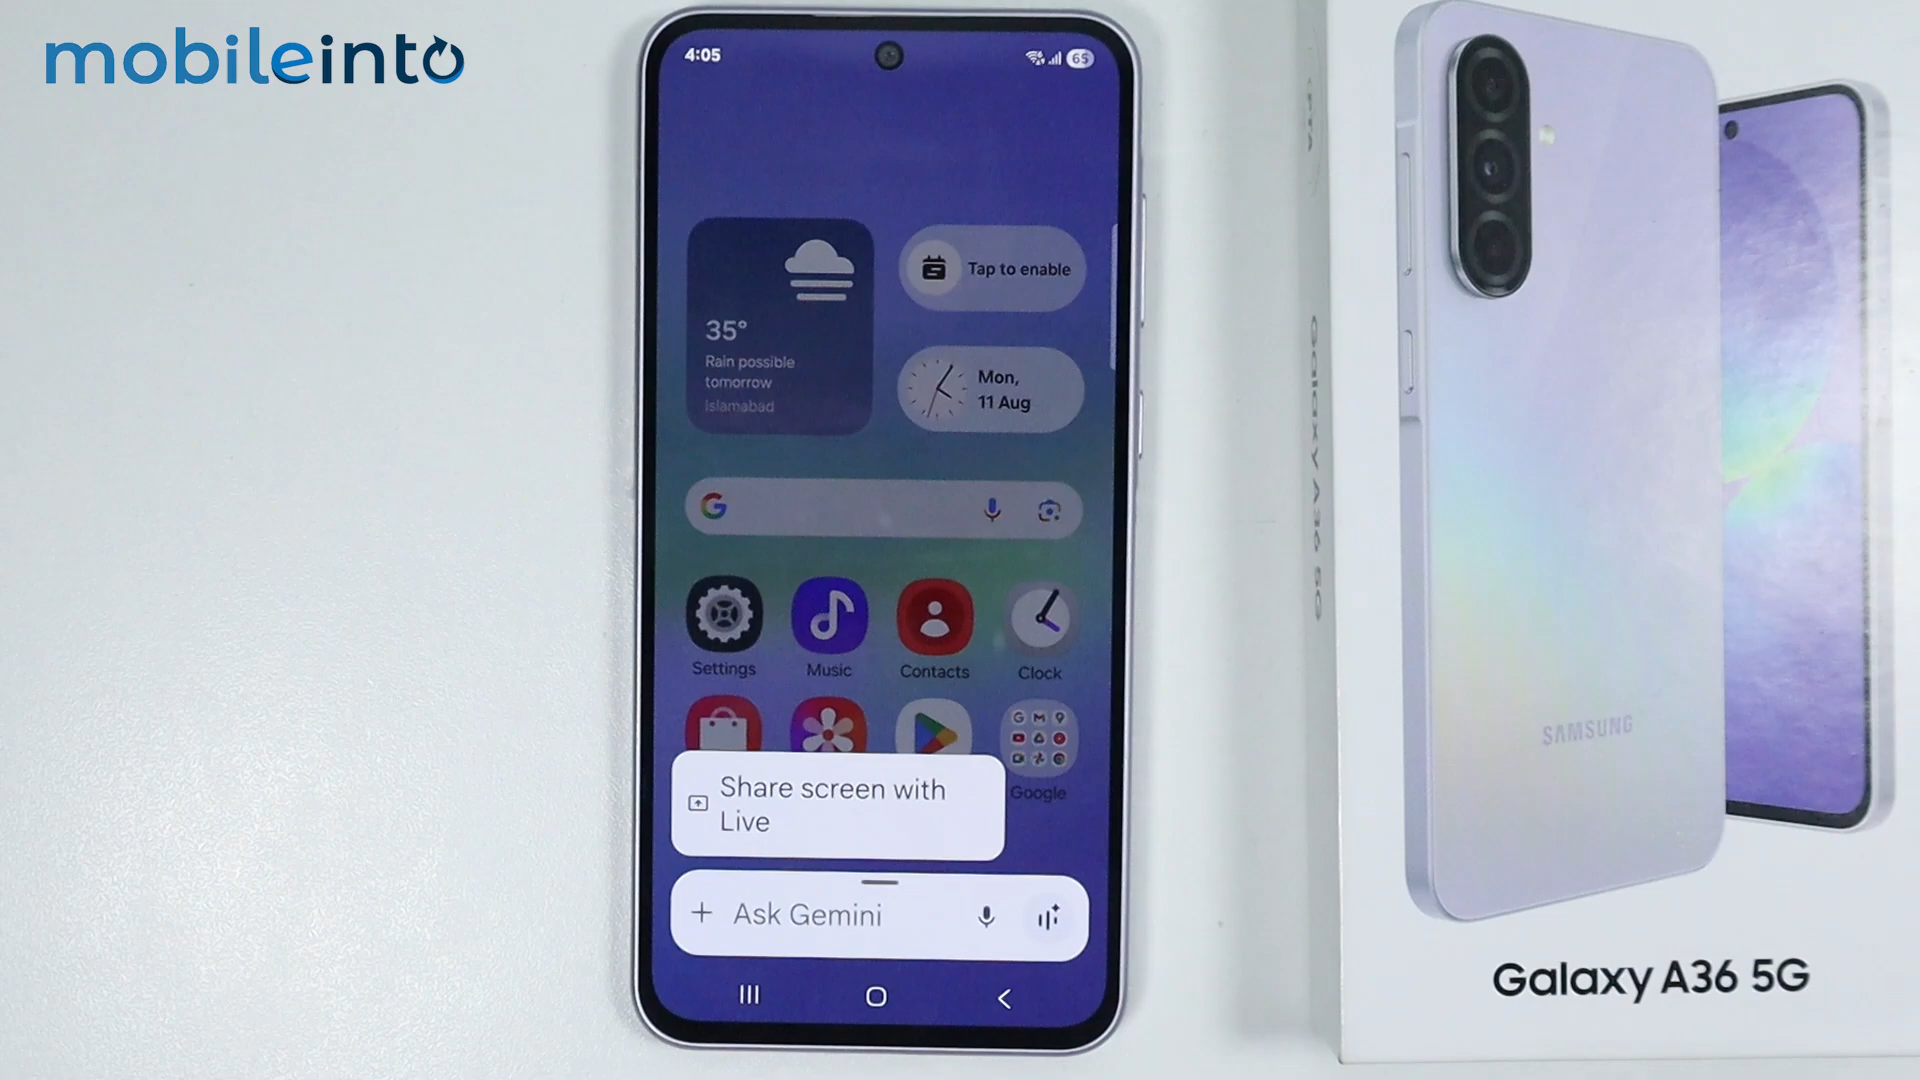 mobileinto
4:05
65
Tap to enable
35°
Rain possible
tomorrow
Islamabad
Mon,
11 Aug
Settings
Music
Contacts
Clock
Google
Share screen with
Live
Ask Gemini
SAMSUNG
Galaxy A36 5G
Galaxy A36 5G